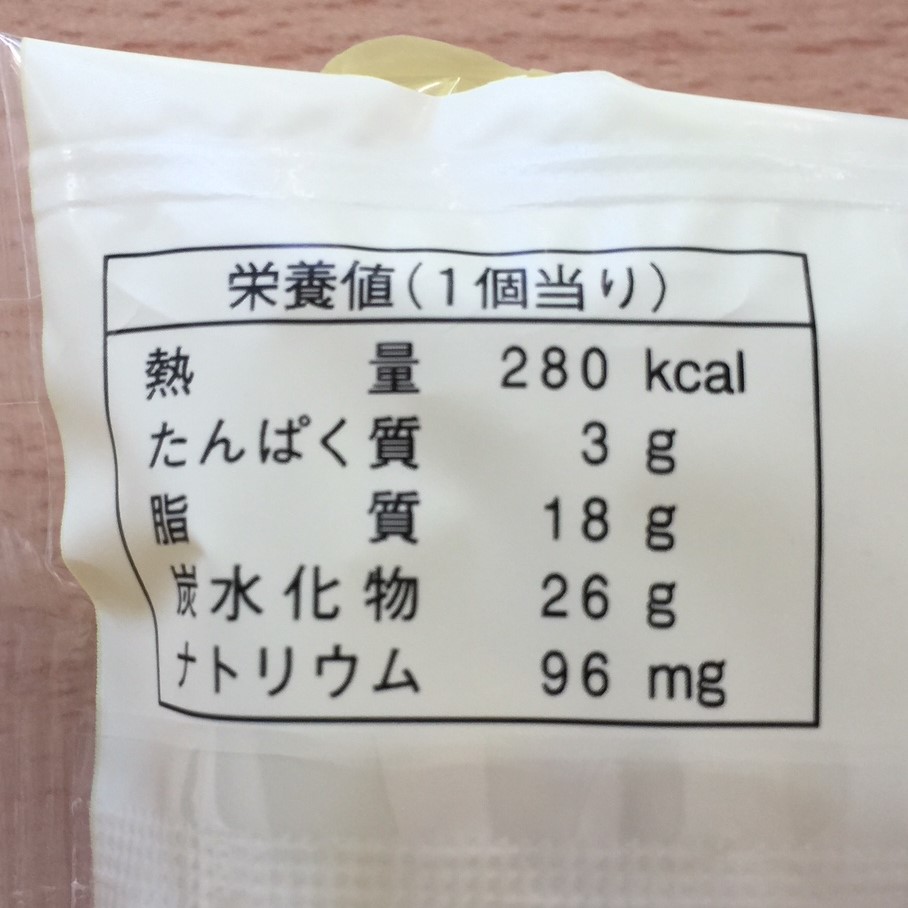 栄養値(1個当り)
熱量 280 kcal
たんぱく質 3 g
脂質 18 g
炭水化物 26 g
ナトリウム 96 mg